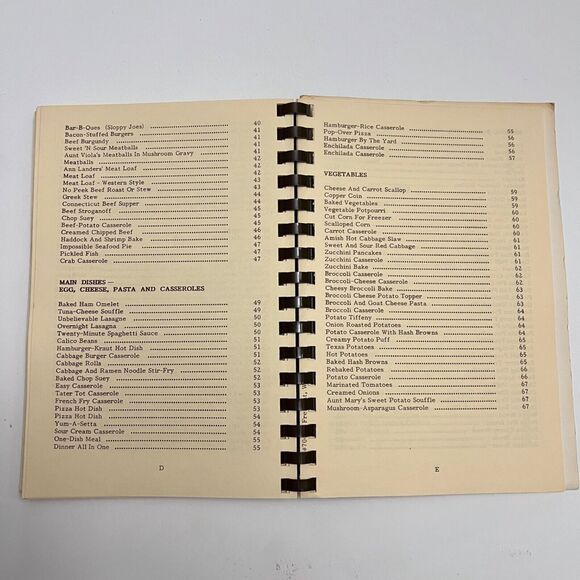 Bar-B-Ques (Sloppy Joes) 40
Bacon-Stuffed Burgers 41
Beef Burgundy 41
Sweet 'N Sour Meatballs 41
Aunt Viola's Meatballs In Mushroom Gravy 41
Meatballs 42
Ann Landers' Meat Loaf 42
Meat Loaf 42
Meat Loaf - Western Style 43
No Peek Beef Roast Or Stew 44
Greek Stew 44
Connecticut Beef Supper 44
Beef Stroganoff 45
Chop Suey 45
Beef-Potato Casserole 45
Creamed Chipped Beef 46
Haddock And Shrimp Bake 46
Impossible Seafood Pie 46
Pickled Fish 47
Crab Casserole 47
MAIN DISHES —
EGG, CHEESE, PASTA AND CASSEROLES
Baked Ham Omelet 49
Tuna-Cheese Souffle 49
Unbelievable Lasagne 50
Overnight Lasagna 50
Twenty-Minute Spaghetti Sauce 50
Calico Beans 51
Hamburger-Kraut Hot Dish 51
Cabbage Burger Casserole 51
Cabbage Rolls 52
Cabbage And Ramen Noodle Stir-Fry 52
Baked Chop Suey 52
Easy Casserole 53
Tater Tot Casserole 53
French Fry Casserole 53
Pizza Hot Dish 53
Pizza Hot Dish 54
Yum-A-Setta 54
Sour Cream Casserole 54
One-Dish Meal 55
Dinner All In One 55
D
Hamburger-Rice Casserole 55
Pop-Over Pizza 56
Hamburger By The Yard 56
Enchilada Casserole 56
Enchilada Casserole 57
VEGETABLES
Cheese And Carrot Scallop 59
Copper Coin 59
Baked Vegetables 59
Vegetable Potpourri 60
Cut Corn For Freezer 60
Scalloped Corn 60
Carrot Casserole 60
Amish Hot Cabbage Slaw 61
Sweet And Sour Red Cabbage 61
Zucchini Pancakes 61
Zucchini Casserole 61
Zucchini Bake 62
Broccoli Casserole 62
Broccoli-Cheese Casserole 62
Cheesy Broccoli Bake 63
Broccoli Cheese Potato Topper 63
Broccoli And Goat Cheese Pasta 63
Broccoli Casserole 64
Onion Roasted Potatoes 64
Potato Casserole With Hash Browns 64
Creamy Potato Puff 65
Potato Tiffeny 65
Texas Potatoes 65
Hot Potatoes 65
Baked Hash Browns 66
Rebaked Potatoes 66
Potato Casserole 66
Marinated Tomatoes 67
Creamed Onions 67
Aunt Mary's Sweet Potato Souffle 67
Mushroom-Asparagus Casserole 67
E